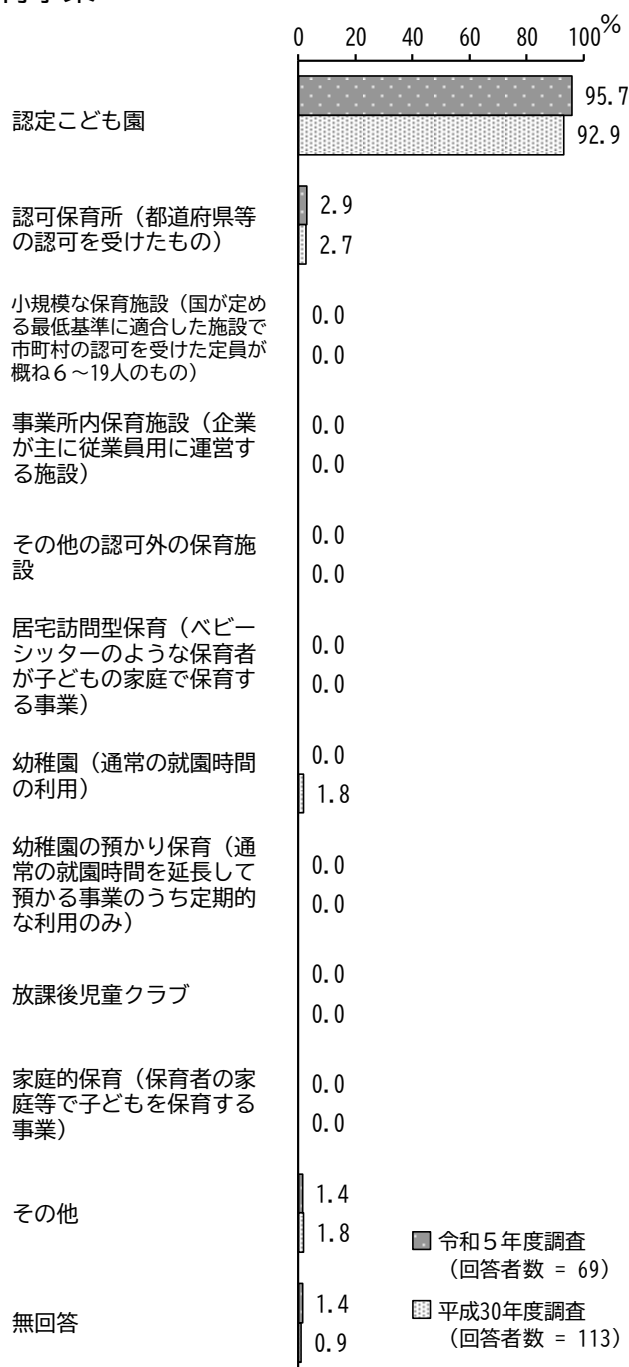 0 20 40 60 80 100 %
認定こども園
95.7
92.9
認可保育所（都道府県等
の認可を受けたもの）
2.9
2.7
小規模な保育施設（国が定め
る最低基準に適合した施設で
市町村の認可を受けた定員が
概ね６～19人のもの）
0.0
0.0
事業所内保育施設（企業
が主に従業員用に運営す
る施設）
0.0
0.0
その他の認可外の保育施
設
0.0
0.0
居宅訪問型保育（ベビー
シッターのような保育者
が子どもの家庭で保育す
る事業）
0.0
0.0
幼稚園（通常の就園時間
の利用）
0.0
1.8
幼稚園の預かり保育（通
常の就園時間を延長して
預かる事業のうち定期的
な利用のみ）
0.0
0.0
放課後児童クラブ
0.0
0.0
家庭的保育（保育者の家
庭等で子どもを保育する
事業）
0.0
0.0
その他
1.4
1.8
無回答
1.4
0.9
令和５年度調査
（回答者数 = 69）
平成30年度調査
（回答者数 = 113）